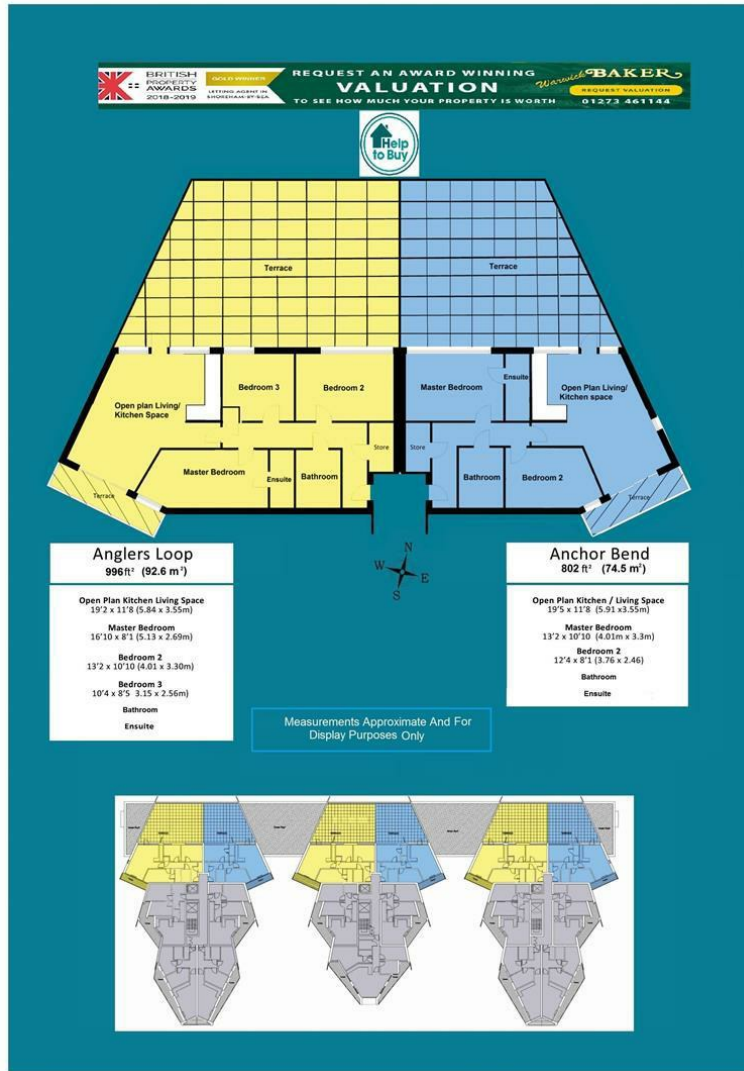 BRITISH
PROPERTY
AWARDS
2018-2019
GOLD WINNER
LETTING AGENT IN
SHOREHAM-BY-SEA
REQUEST AN AWARD WINNING
VALUATION
TO SEE HOW MUCH YOUR PROPERTY IS WORTH
Warwick BAKER
REQUEST VALUATION
01273 461144
Help
to Buy
Terrace
Terrace
Open plan Living/
Kitchen Space
Bedroom 3
Bedroom 2
Master Bedroom
Ensuite
Open Plan Living/
Kitchen space
Master Bedroom
Ensuite
Bathroom
Store
Store
Bathroom
Bedroom 2
Terrace
Terrace
N
W
E
S
Anglers Loop
996ft² (92.6 m²)
Open Plan Kitchen Living Space
19'2 x 11'8 (5.84 x 3.55m)
Master Bedroom
16'10 x 8'1 (5.13 x 2.69m)
Bedroom 2
13'2 x 10'10 (4.01 x 3.30m)
Bedroom 3
10'4 x 8'5 3.15 x 2.56m)
Bathroom
Ensuite
Anchor Bend
802 ft² (74.5 m²)
Open Plan Kitchen / Living Space
19'5 x 11'8 (5.91 x3.55m)
Master Bedroom
13'2 x 10'10 (4.01m x 3.3m)
Bedroom 2
12'4 x 8'1 (3.76 x 2.46)
Bathroom
Ensuite
Measurements Approximate And For
Display Purposes Only